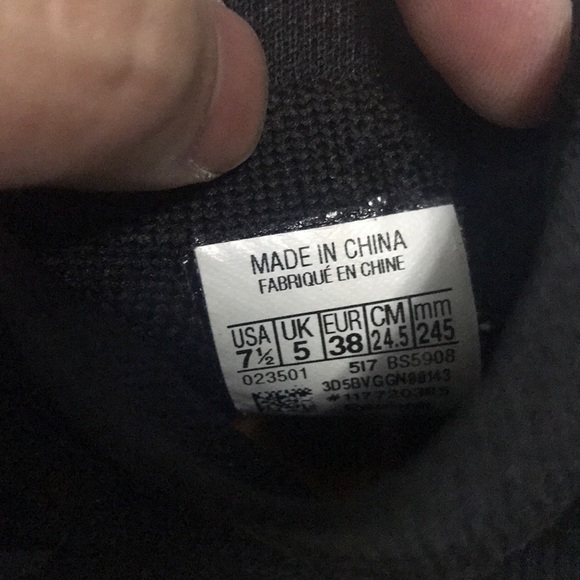 MADE IN CHINA
FABRIQUÉ EN CHINE
USA UK EUR CM mm
7½ 5 38 24.5 245
023501 517 BS5908